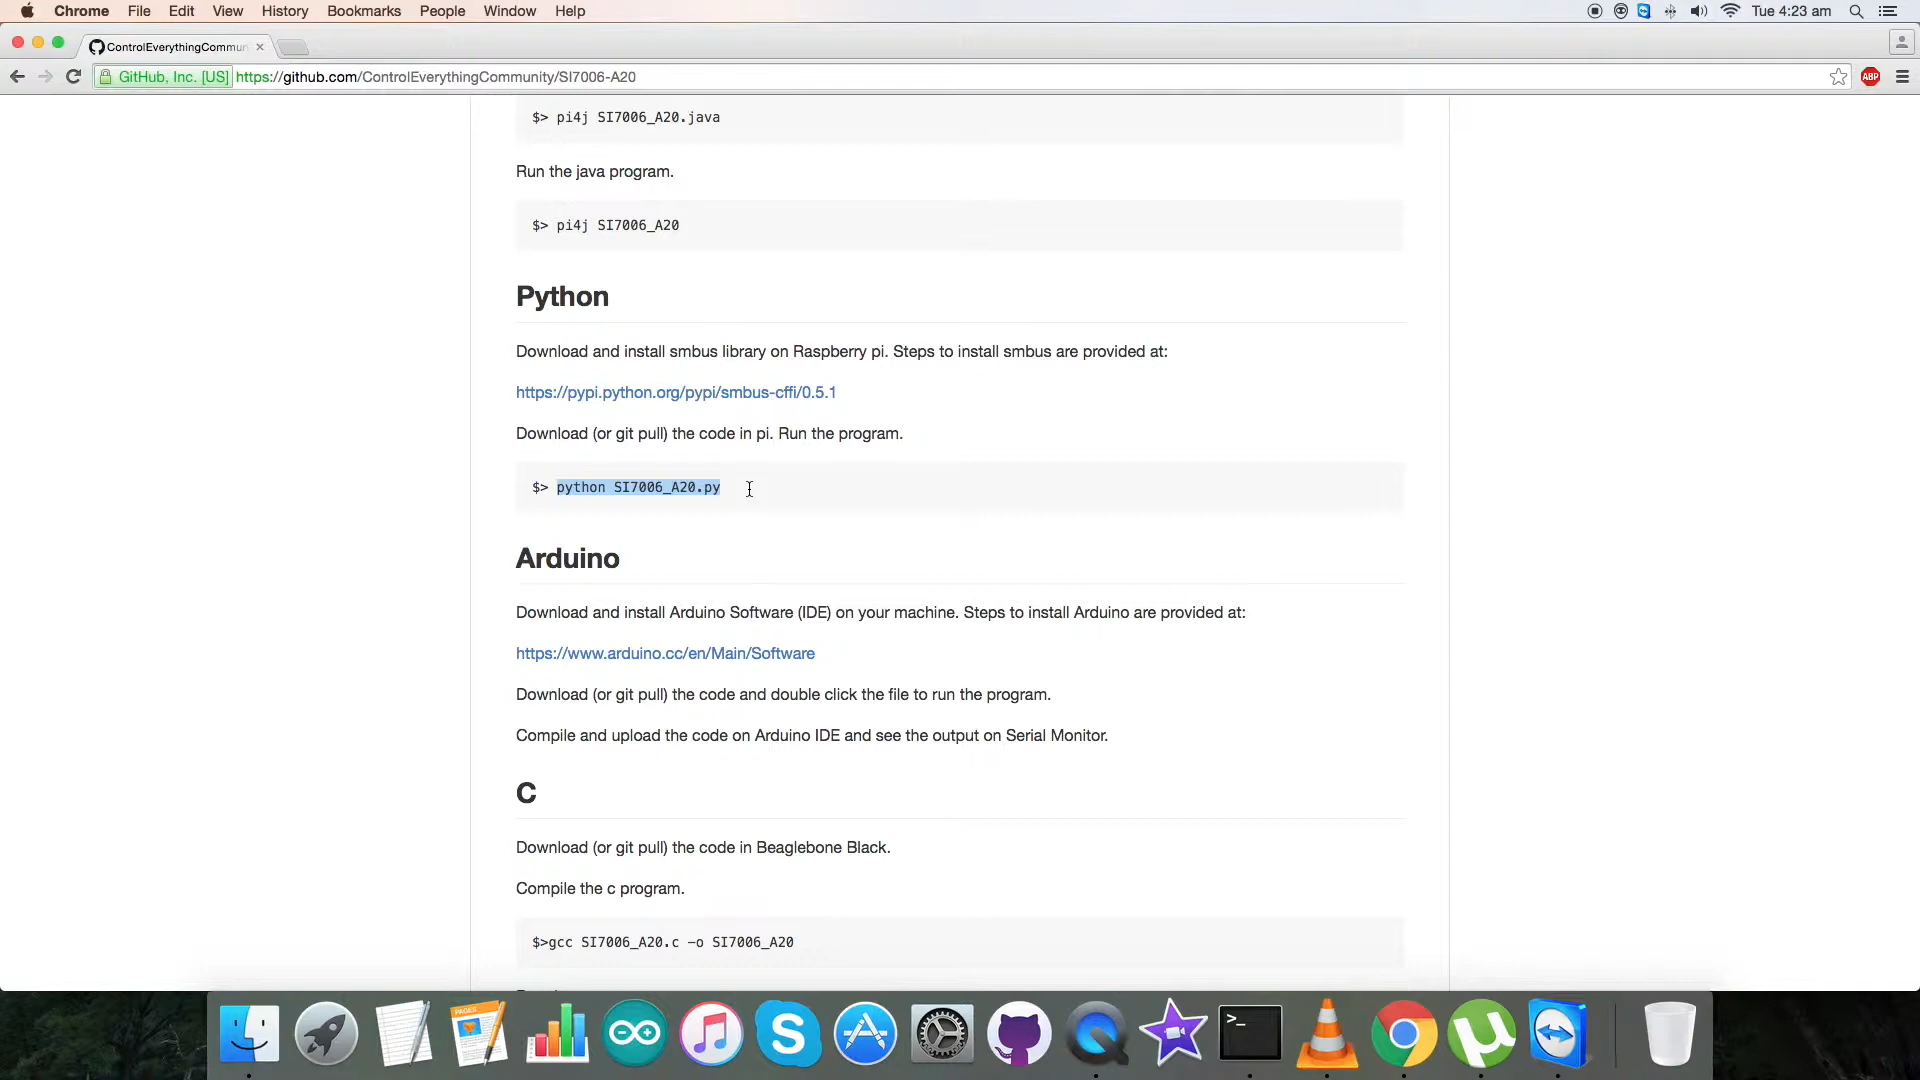 Chrome File Edit View History Bookmarks People Window Help Tue 4:23 am
ControlEverythingCommun
GitHub, Inc. [US] https://github.com/ControlEverythingCommunity/SI7006-A20 ABP
$> pi4j SI7006_A20.java
Run the java program.
$> pi4j SI7006_A20
Python
Download and install smbus library on Raspberry pi. Steps to install smbus are provided at:
https://pypi.python.org/pypi/smbus-cffi/0.5.1
Download (or git pull) the code in pi. Run the program.
$> python SI7006_A20.py
Arduino
Download and install Arduino Software (IDE) on your machine. Steps to install Arduino are provided at:
https://www.arduino.cc/en/Main/Software
Download (or git pull) the code and double click the file to run the program.
Compile and upload the code on Arduino IDE and see the output on Serial Monitor.
C
Download (or git pull) the code in Beaglebone Black.
Compile the c program.
$>gcc SI7006_A20.c -o SI7006_A20
PAGES
>_